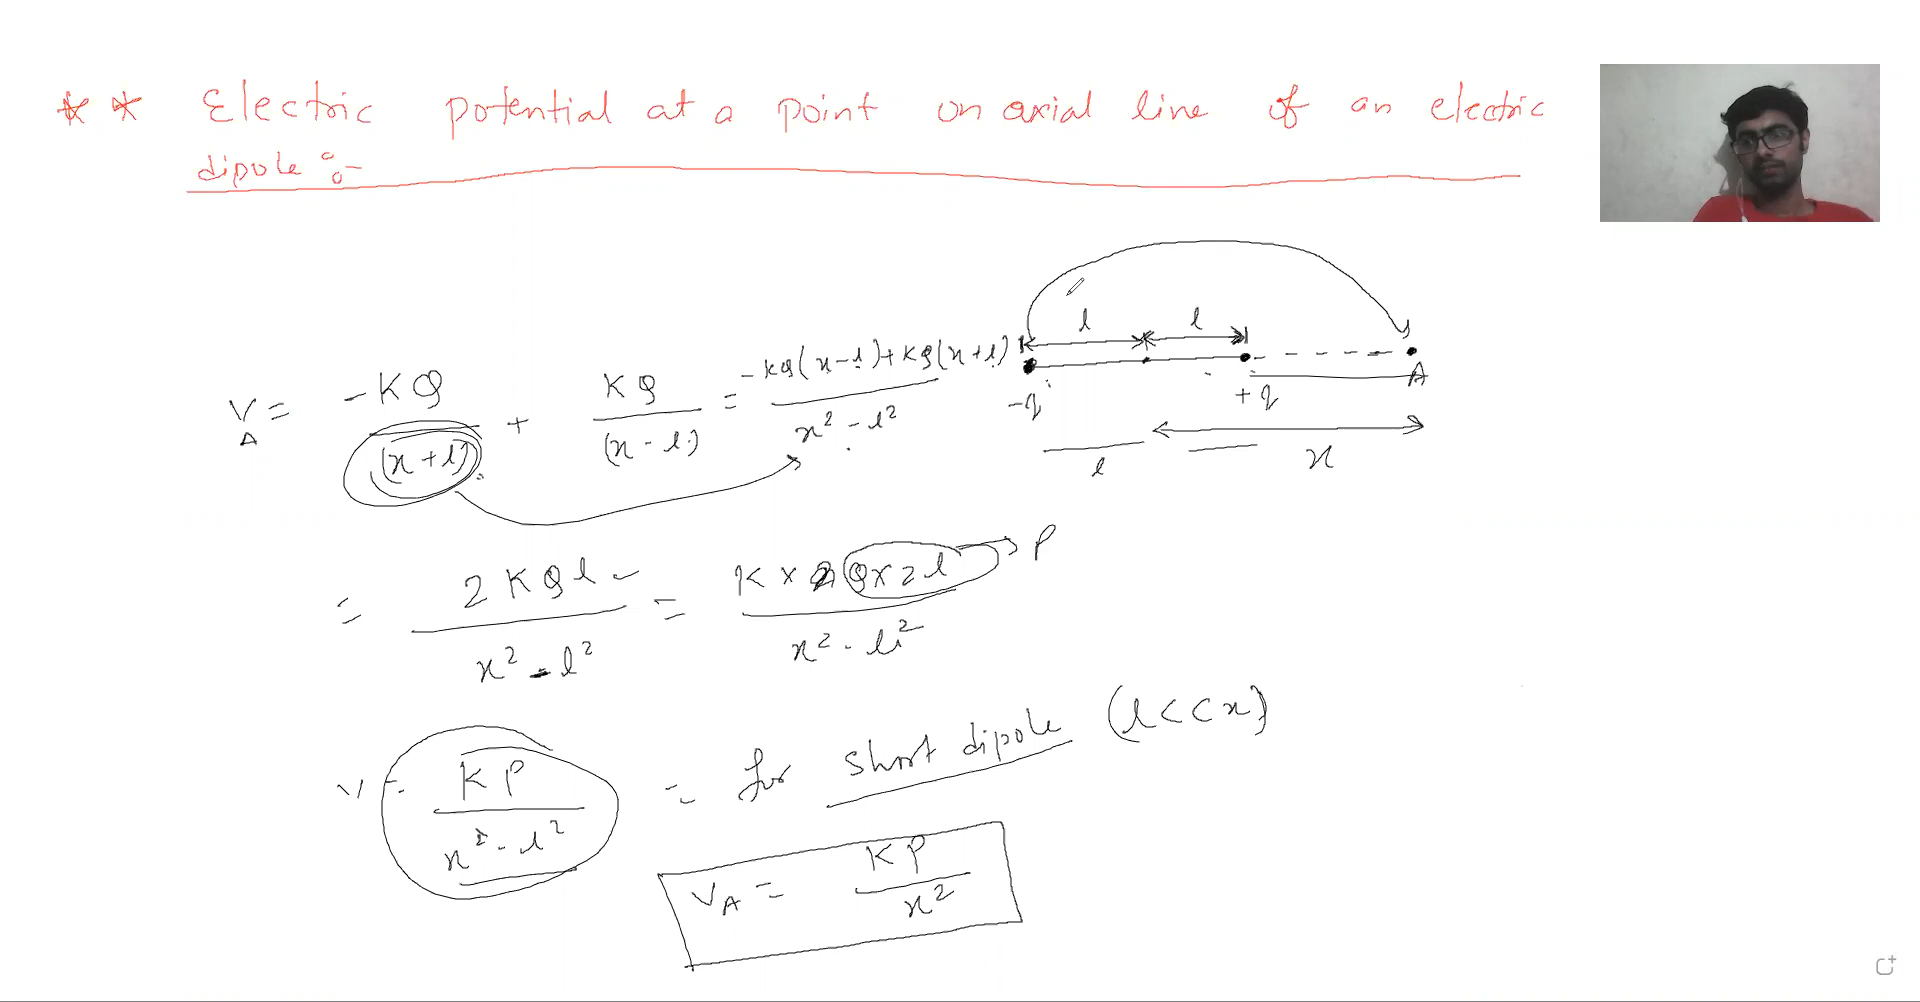 ** Electric potential at a point on axial line of an electric
dipole :-
l l
-q +q A
l x
V_A = -KQ/(x+l) + KQ/(x-l) = -KQ(x-l)+KQ(x+l)/x²-l²
= 2KQl/x²-l² = K×Q×2l/x²-l² → P
V = KP/x²-l² = for short dipole (l<<x)
V_A = KP/x²